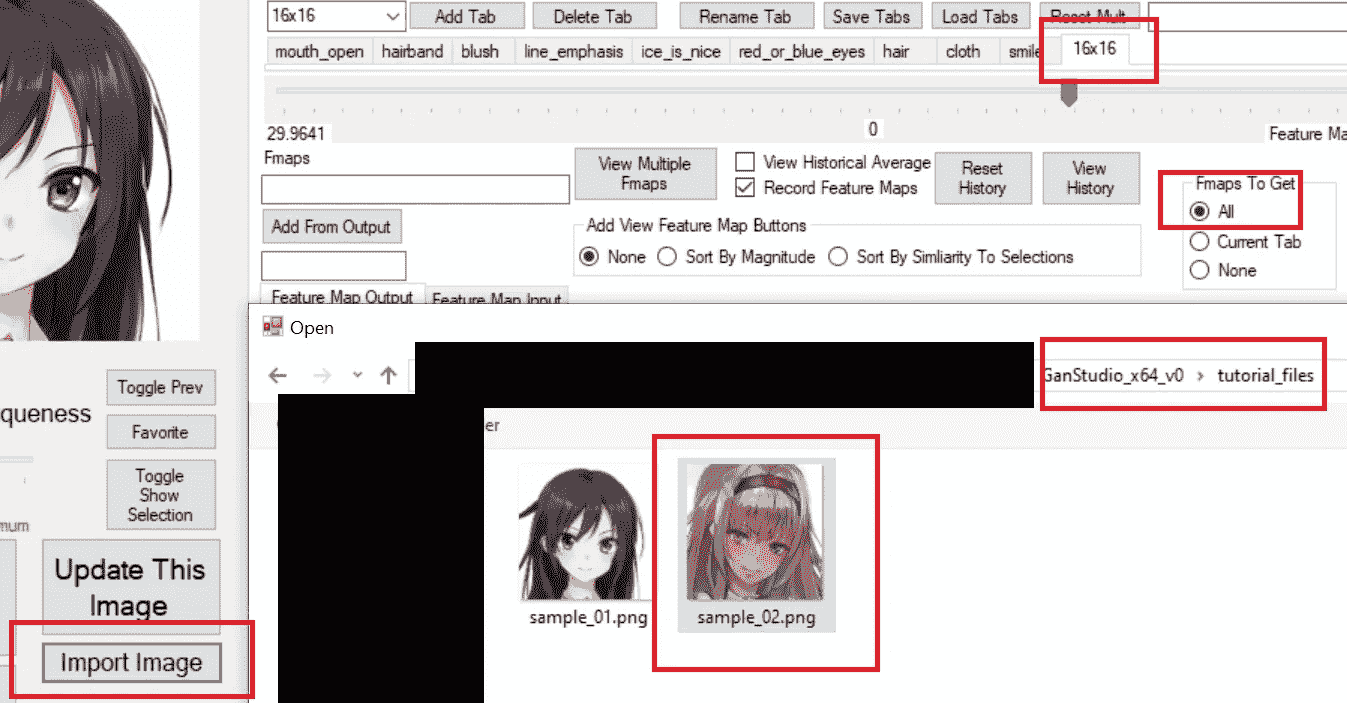 16x16
Add Tab
Delete Tab
Rename Tab
Save Tabs
Load Tabs
Reset Mult
mouth_open
hairband
blush
line_emphasis
ice_is_nice
red_or_blue_eyes
hair
cloth
smile
16x16
29.9641
0
Feature Ma
Fmaps
View Multiple
Fmaps
View Historical Average
Record Feature Maps
Reset
History
View
History
Fmaps To Get
All
Current Tab
None
Add From Output
Add View Feature Map Buttons
None
Sort By Magnitude
Sort By Simliarity To Selections
Feature Map Output
Feature Map Input
Open
GanStudio_x64_v0 › tutorial_files
er
Toggle Prev
queness
Favorite
Toggle
Show
Selection
mum
Update This
Image
Import Image
sample_01.png
sample_02.png